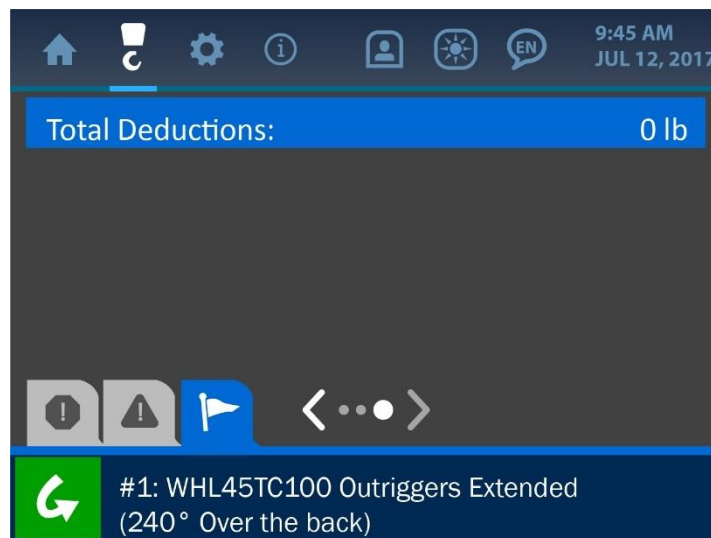 EN
9:45 AM
JUL 12, 2017
Total Deductions:
0 lb
#1: WHL45TC100 Outriggers Extended
(240° Over the back)